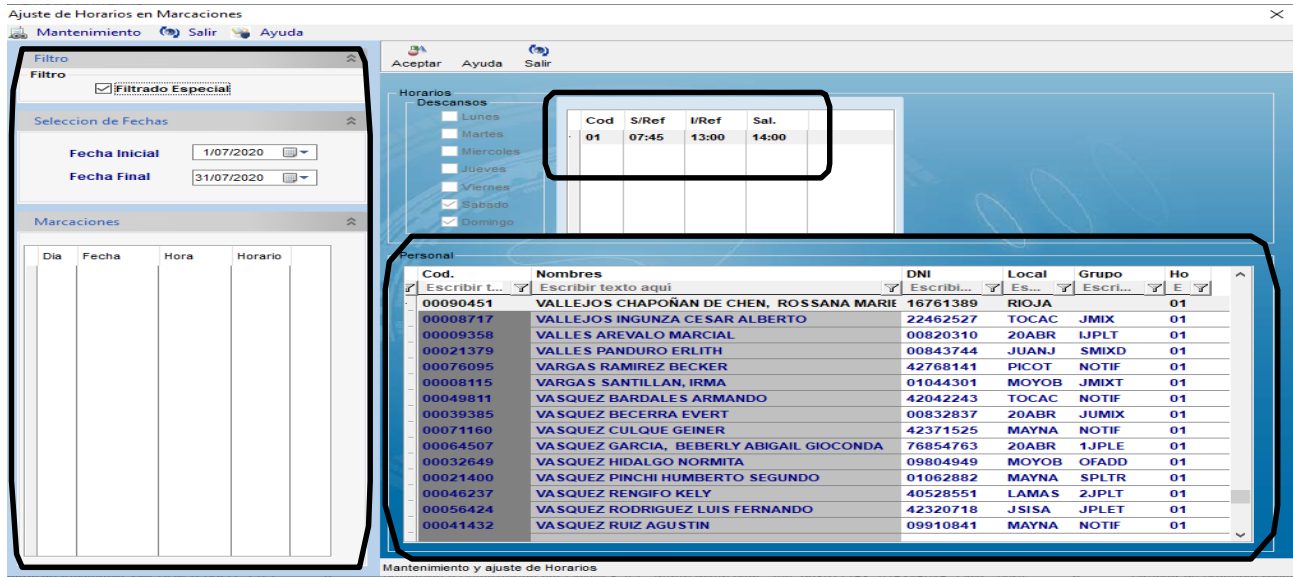 Ajuste de Horarios en Marcaciones
Mantenimiento Salir Ayuda
Filtro
Filtro
Filtrado Especial
Seleccion de Fechas
Fecha Inicial 1/07/2020
Fecha Final 31/07/2020
Marcaciones
Dia Fecha Hora Horario
Aceptar Ayuda Salir
Horarios
Descansos
Lunes
Martes
Miercoles
Jueves
Viernes
Sabado
Domingo
Cod S/Ref I/Ref Sal.
01 07:45 13:00 14:00
Personal
Cod. Nombres DNI Local Grupo Ho
Escribir t... Escribir texto aquí Escribi... Es... Escri... E
00090451 VALLEJOS CHAPOÑAN DE CHEN, ROSSANA MARIE 16761389 RIOJA 01
00008717 VALLEJOS INGUNZA CESAR ALBERTO 22462527 TOCAC JMIX 01
00009358 VALLES AREVALO MARCIAL 00820310 20ABR IJPLT 01
00021379 VALLES PANDURO ERLITH 00843744 JUANJ SMIXD 01
00076095 VARGAS RAMIREZ BECKER 42768141 PICOT NOTIF 01
00008115 VARGAS SANTILLAN, IRMA 01044301 MOYOB JMIXT 01
00049811 VASQUEZ BARDALES ARMANDO 42042243 TOCAC NOTIF 01
00039385 VASQUEZ BECERRA EVERT 00832837 20ABR JUMIX 01
00071160 VASQUEZ CULQUE GEINER 42371525 MAYNA NOTIF 01
00064507 VASQUEZ GARCIA, BEBERLY ABIGAIL GIOCONDA 76854763 20ABR 1JPLE 01
00032649 VASQUEZ HIDALGO NORMITA 09804949 MOYOB OFADD 01
00021400 VASQUEZ PINCHI HUMBERTO SEGUNDO 01062882 MAYNA SPLTR 01
00046237 VASQUEZ RENGIFO KELY 40528551 LAMAS 2JPLT 01
00056424 VASQUEZ RODRIGUEZ LUIS FERNANDO 42320718 JSISA JPLET 01
00041432 VASQUEZ RUIZ AGUSTIN 09910841 MAYNA NOTIF 01
Mantenimiento y ajuste de Horarios